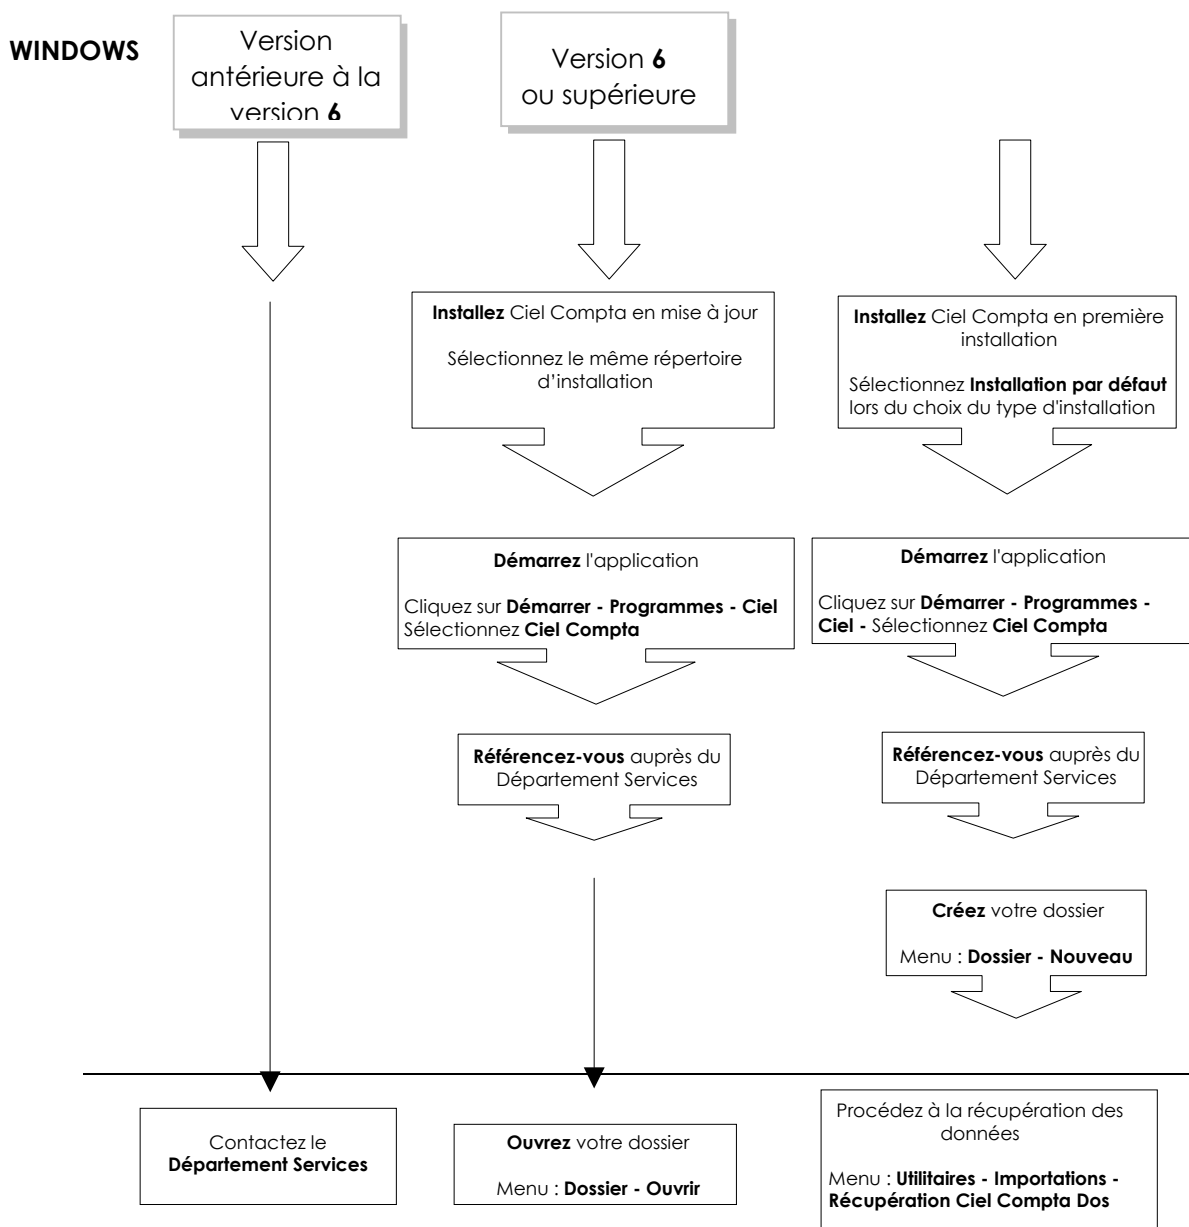 WINDOWS
Version
antérieure à la
version 6
Version 6
ou supérieure
Installez Ciel Compta en mise à jour
Sélectionnez le même répertoire
d'installation
Installez Ciel Compta en première
installation
Sélectionnez Installation par défaut
lors du choix du type d'installation
Démarrez l'application
Cliquez sur Démarrer - Programmes - Ciel
Sélectionnez Ciel Compta
Démarrez l'application
Cliquez sur Démarrer - Programmes -
Ciel - Sélectionnez Ciel Compta
Référencez-vous auprès du
Département Services
Référencez-vous auprès du
Département Services
Créez votre dossier
Menu : Dossier - Nouveau
Contactez le
Département Services
Ouvrez votre dossier
Menu : Dossier - Ouvrir
Procédez à la récupération des
données
Menu : Utilitaires - Importations -
Récupération Ciel Compta Dos